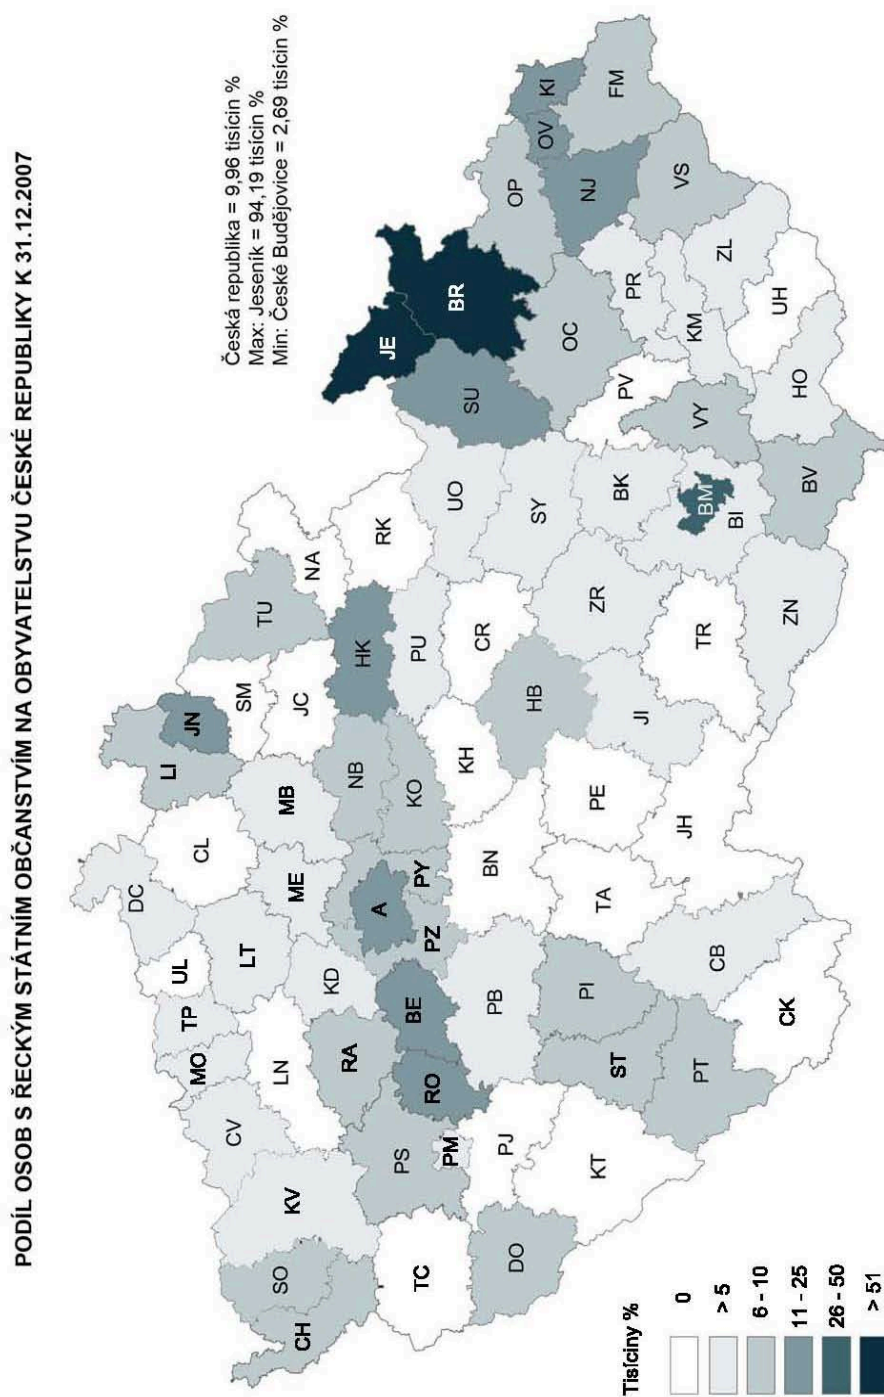 PODÍL OSOB S ŘECKÝM STÁTNÍM OBČANSTVÍM NA OBYVATELSTVU ČESKÉ REPUBLIKY K 31.12.2007
Česká republika = 9,96 tisícin %
Max: Jeseník = 94,19 tisícin %
Min: České Budějovice = 2,69 tisícin %
DC
LI
JN
TU
UL
CL
SM
NA
TP
LT
MB
JC
RK
MO
ME
JE
CV
LN
KD
NB
HK
BR
SO
KV
RA
A
KO
PU
UO
SU
CH
PS
BE
PZ
PY
KH
CR
SY
OC
OP
OV
KI
TC
PM
RO
PB
BN
HB
ZR
BK
PV
PR
NJ
FM
DO
PJ
PI
TA
PE
JI
BM
BI
VY
KM
ZL
VS
KT
ST
CB
JH
TR
ZN
BV
HO
UH
PT
CK
Tisíciny %
0
> 5
6 - 10
11 - 25
26 - 50
> 51